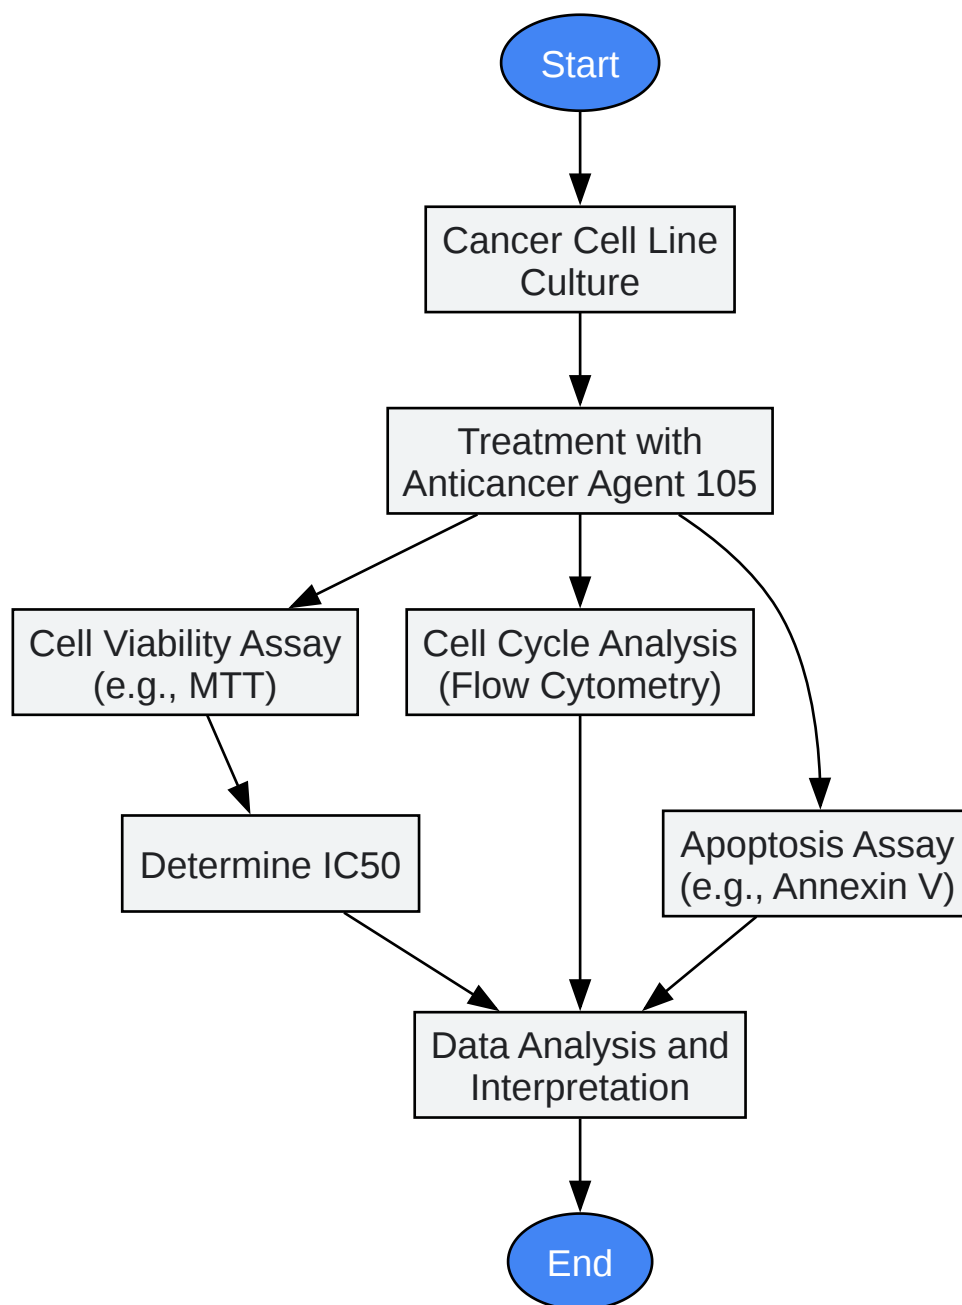 Start
Cancer Cell Line
Culture
Treatment with
Anticancer Agent 105
Cell Viability Assay
(e.g., MTT)
Cell Cycle Analysis
(Flow Cytometry)
Determine IC50
Apoptosis Assay
(e.g., Annexin V)
Data Analysis and
Interpretation
End